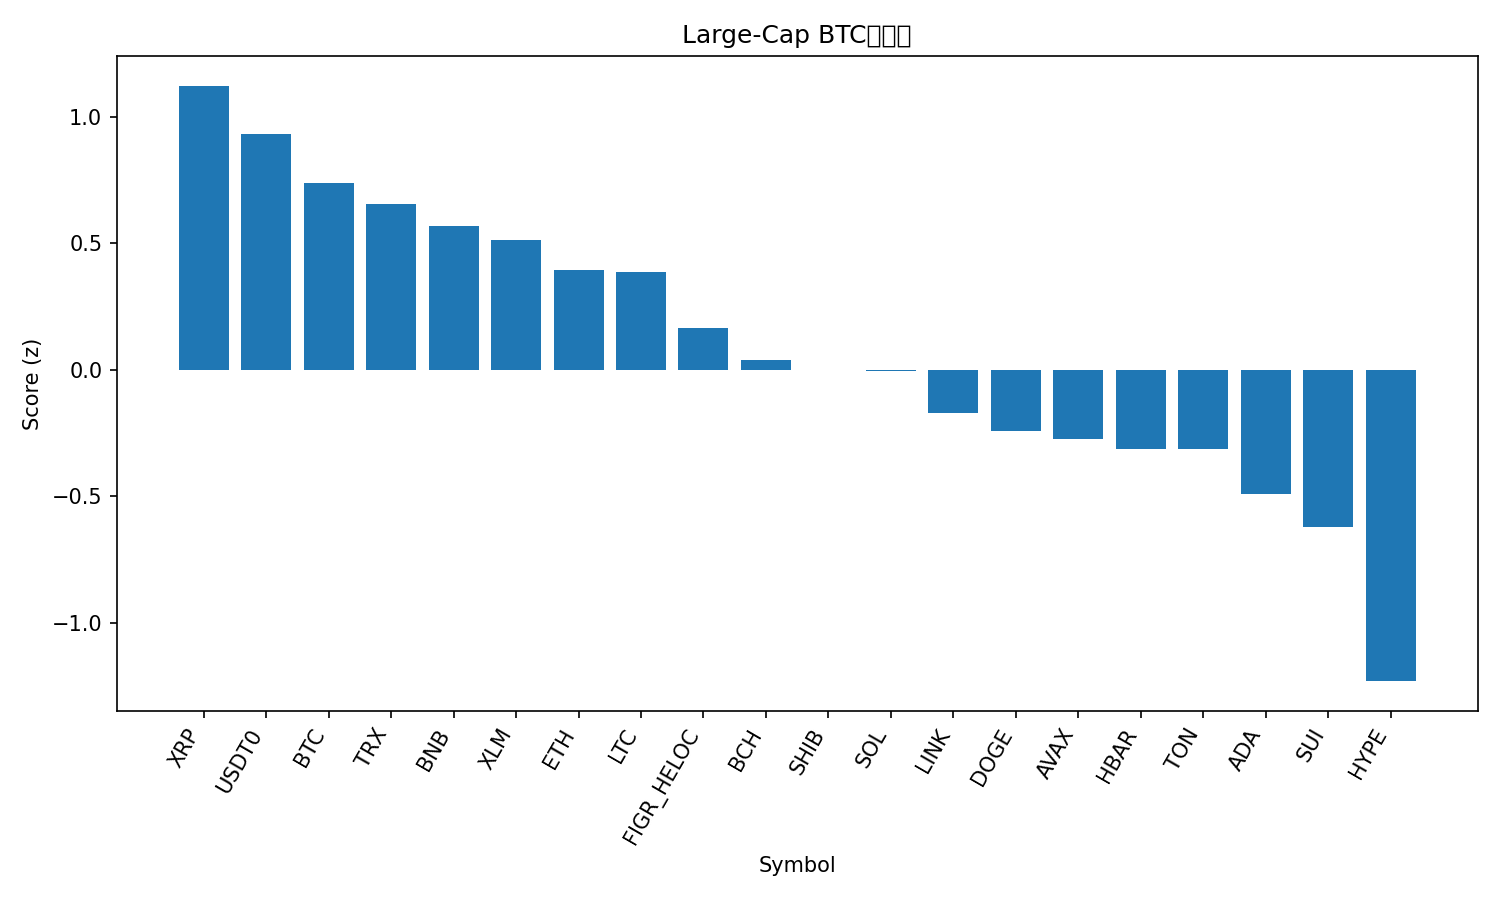 Large-Cap BTC
1.0
0.5
0.0
−0.5
−1.0
Score (z)
XRP
USDT0
BTC
TRX
BNB
XLM
ETH
LTC
FIGR_HELOC
BCH
SHIB
SOL
LINK
DOGE
AVAX
HBAR
TON
ADA
SUI
HYPE
Symbol